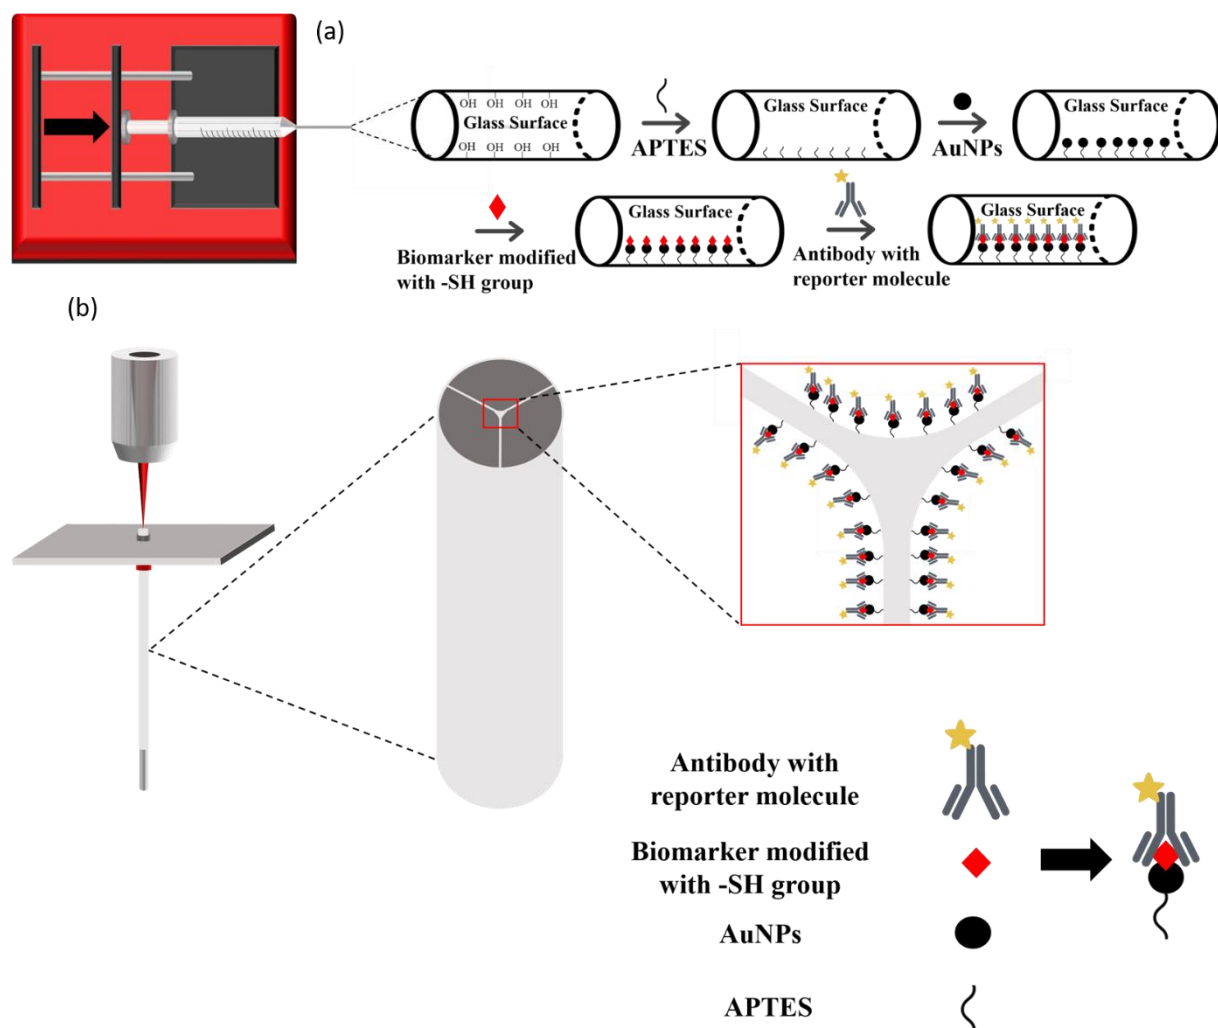 (a)
OH OH OH OH
Glass Surface
OH OH OH OH
APTES
Glass Surface
AuNPs
Glass Surface
Biomarker modified
with -SH group
Glass Surface
Antibody with
reporter molecule
Glass Surface
(b)
Antibody with
reporter molecule
Biomarker modified
with -SH group
AuNPs
APTES